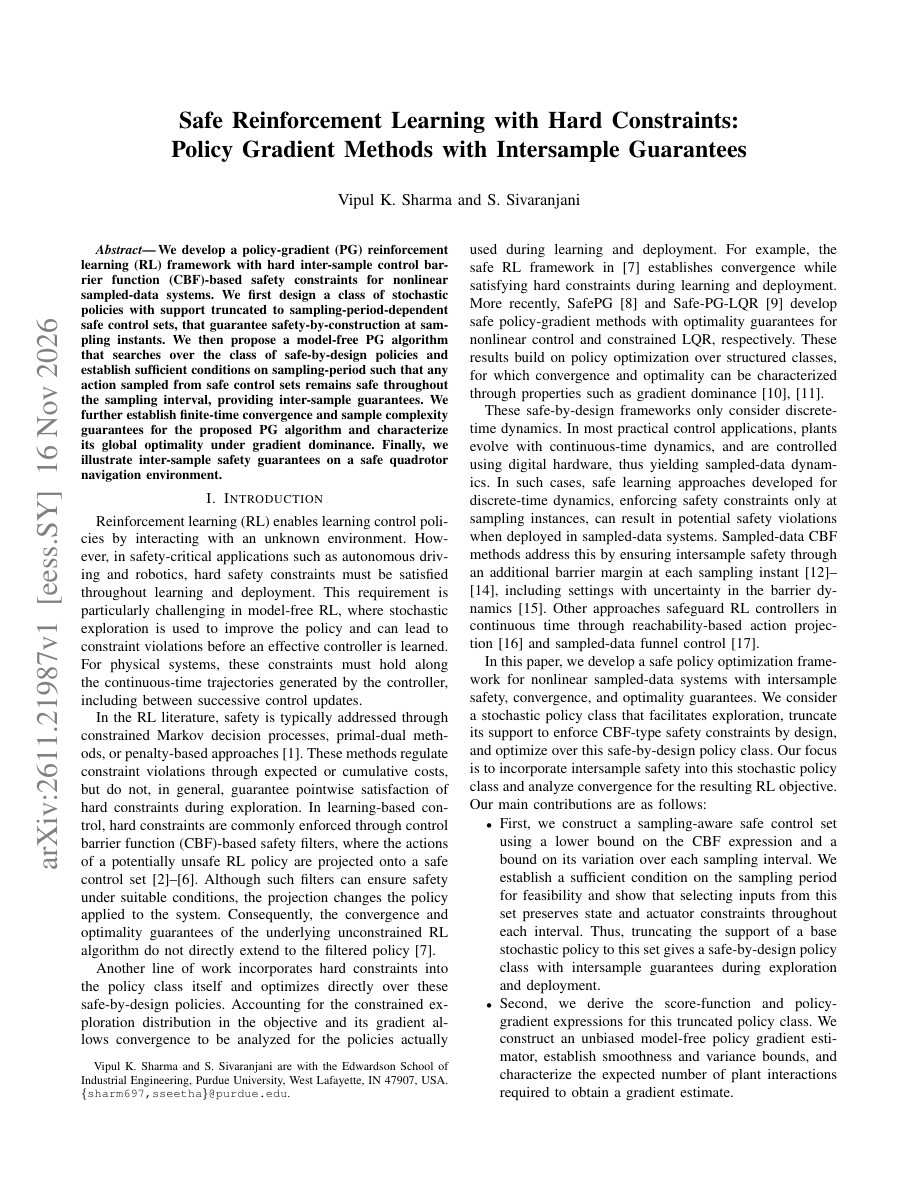 Safe Reinforcement Learning with Hard Constraints:
Policy Gradient Methods with Intersample Guarantees
Vipul K. Sharma and S. Sivaranjani
Abstract—We develop a policy-gradient (PG) reinforcement
learning (RL) framework with hard inter-sample control bar-
rier function (CBF)-based safety constraints for nonlinear
sampled-data systems. We first design a class of stochastic
policies with support truncated to sampling-period-dependent
safe control sets, that guarantee safety-by-construction at sam-
pling instants. We then propose a model-free PG algorithm
that searches over the class of safe-by-design policies and
establish sufficient conditions on sampling-period such that any
action sampled from safe control sets remains safe throughout
the sampling interval, providing inter-sample guarantees. We
further establish finite-time convergence and sample complexity
guarantees for the proposed PG algorithm and characterize
its global optimality under gradient dominance. Finally, we
illustrate inter-sample safety guarantees on a safe quadrotor
navigation environment.
I. INTRODUCTION
Reinforcement learning (RL) enables learning control poli-
cies by interacting with an unknown environment. How-
ever, in safety-critical applications such as autonomous driv-
ing and robotics, hard safety constraints must be satisfied
throughout learning and deployment. This requirement is
particularly challenging in model-free RL, where stochastic
exploration is used to improve the policy and can lead to
constraint violations before an effective controller is learned.
For physical systems, these constraints must hold along
the continuous-time trajectories generated by the controller,
including between successive control updates.
In the RL literature, safety is typically addressed through
constrained Markov decision processes, primal-dual meth-
ods, or penalty-based approaches [1]. These methods regulate
constraint violations through expected or cumulative costs,
but do not, in general, guarantee pointwise satisfaction of
hard constraints during exploration. In learning-based con-
trol, hard constraints are commonly enforced through control
barrier function (CBF)-based safety filters, where the actions
of a potentially unsafe RL policy are projected onto a safe
control set [2]–[6]. Although such filters can ensure safety
under suitable conditions, the projection changes the policy
applied to the system. Consequently, the convergence and
optimality guarantees of the underlying unconstrained RL
algorithm do not directly extend to the filtered policy [7].
Another line of work incorporates hard constraints into
the policy class itself and optimizes directly over these
safe-by-design policies. Accounting for the constrained ex-
ploration distribution in the objective and its gradient al-
lows convergence to be analyzed for the policies actually
Vipul K. Sharma and S. Sivaranjani are with the Edwardson School of
Industrial Engineering, Purdue University, West Lafayette, IN 47907, USA.
{sharm697,sseetha}@purdue.edu.
used during learning and deployment. For example, the
safe RL framework in [7] establishes convergence while
satisfying hard constraints during learning and deployment.
More recently, SafePG [8] and Safe-PG-LQR [9] develop
safe policy-gradient methods with optimality guarantees for
nonlinear control and constrained LQR, respectively. These
results build on policy optimization over structured classes,
for which convergence and optimality can be characterized
through properties such as gradient dominance [10], [11].
These safe-by-design frameworks only consider discrete-
time dynamics. In most practical control applications, plants
evolve with continuous-time dynamics, and are controlled
using digital hardware, thus yielding sampled-data dynam-
ics. In such cases, safe learning approaches developed for
discrete-time dynamics, enforcing safety constraints only at
sampling instances, can result in potential safety violations
when deployed in sampled-data systems. Sampled-data CBF
methods address this by ensuring intersample safety through
an additional barrier margin at each sampling instant [12]–
[14], including settings with uncertainty in the barrier dy-
namics [15]. Other approaches safeguard RL controllers in
continuous time through reachability-based action projec-
tion [16] and sampled-data funnel control [17].
In this paper, we develop a safe policy optimization frame-
work for nonlinear sampled-data systems with intersample
safety, convergence, and optimality guarantees. We consider
a stochastic policy class that facilitates exploration, truncate
its support to enforce CBF-type safety constraints by design,
and optimize over this safe-by-design policy class. Our focus
is to incorporate intersample safety into this stochastic policy
class and analyze convergence for the resulting RL objective.
Our main contributions are as follows:
• First, we construct a sampling-aware safe control set
using a lower bound on the CBF expression and a
bound on its variation over each sampling interval. We
establish a sufficient condition on the sampling period
for feasibility and show that selecting inputs from this
set preserves state and actuator constraints throughout
each interval. Thus, truncating the support of a base
stochastic policy to this set gives a safe-by-design policy
class with intersample guarantees during exploration
and deployment.
• Second, we derive the score-function and policy-
gradient expressions for this truncated policy class. We
construct an unbiased model-free policy gradient esti-
mator, establish smoothness and variance bounds, and
characterize the expected number of plant interactions
required to obtain a gradient estimate.
arXiv:2611.21987v1 [eess.SY] 16 Nov 2026